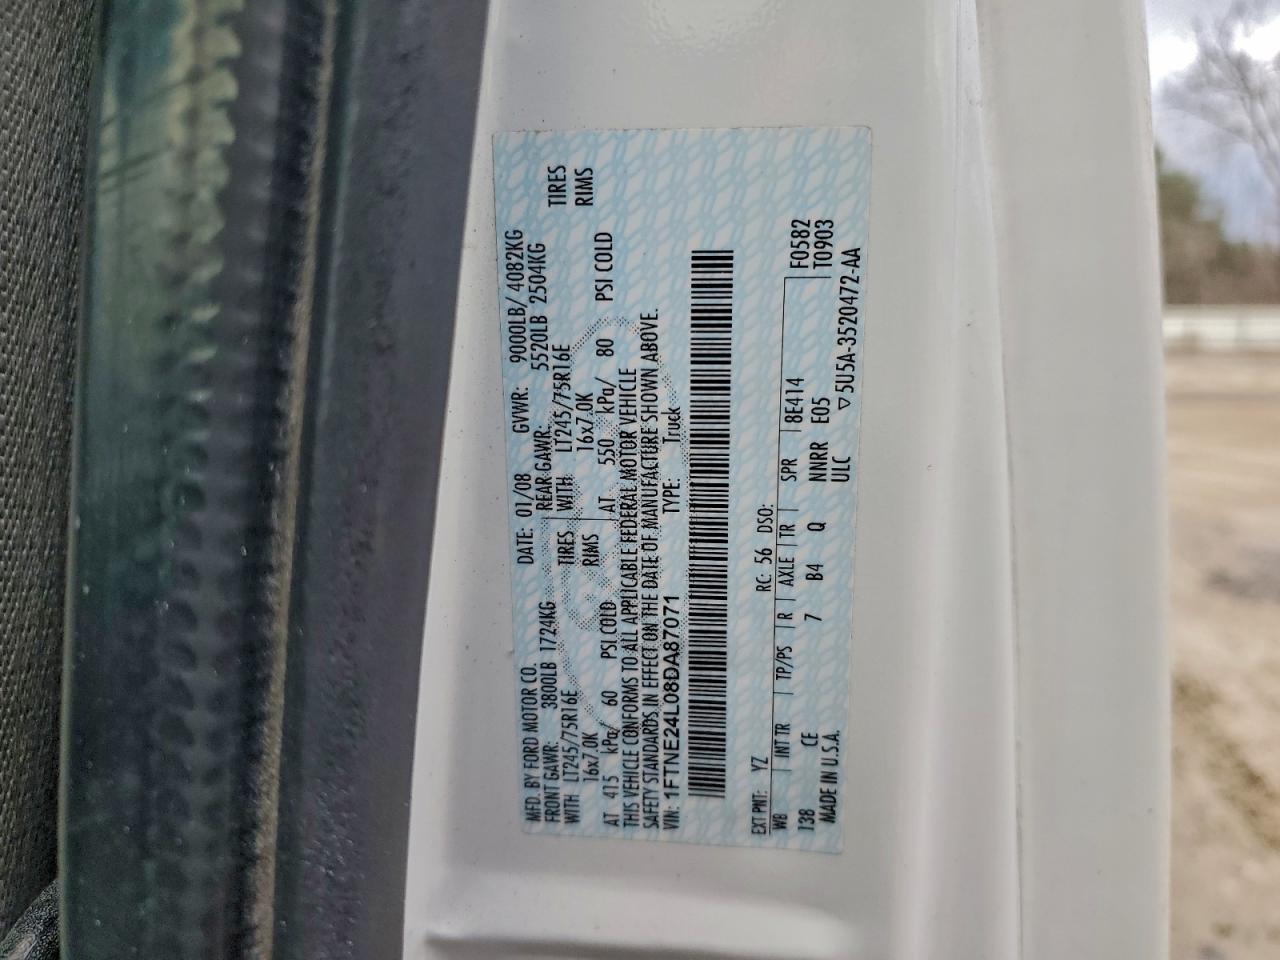 MFD. BY FORD MOTOR CO. DATE: 01/08 GVWR: 9000LB/ 4082KG
FRONT GAWR: 3800LB 1724KG REAR GAWR: 5520LB 2504KG
WITH LT245/75R16E TIRES WITH LT245/75R16E TIRES
16x7.0K RIMS 16x7.0K RIMS
AT 415 kPa/ 60 PSI COLD AT 550 kPa/ 80 PSI COLD
THIS VEHICLE CONFORMS TO ALL APPLICABLE FEDERAL MOTOR VEHICLE
SAFETY STANDARDS IN EFFECT ON THE DATE OF MANUFACTURE SHOWN ABOVE.
VIN: 1FTNE24L08DA87071 TYPE: Truck
EXT PNT: YZ RC: 56 DSO:
WB INT TR TP/PS R AXLE TR SPR 8E414 F0582
138 CE 7 B4 Q NNRR E05 T0903
MADE IN U.S.A. ULC ▽5U5A-3520472-AA